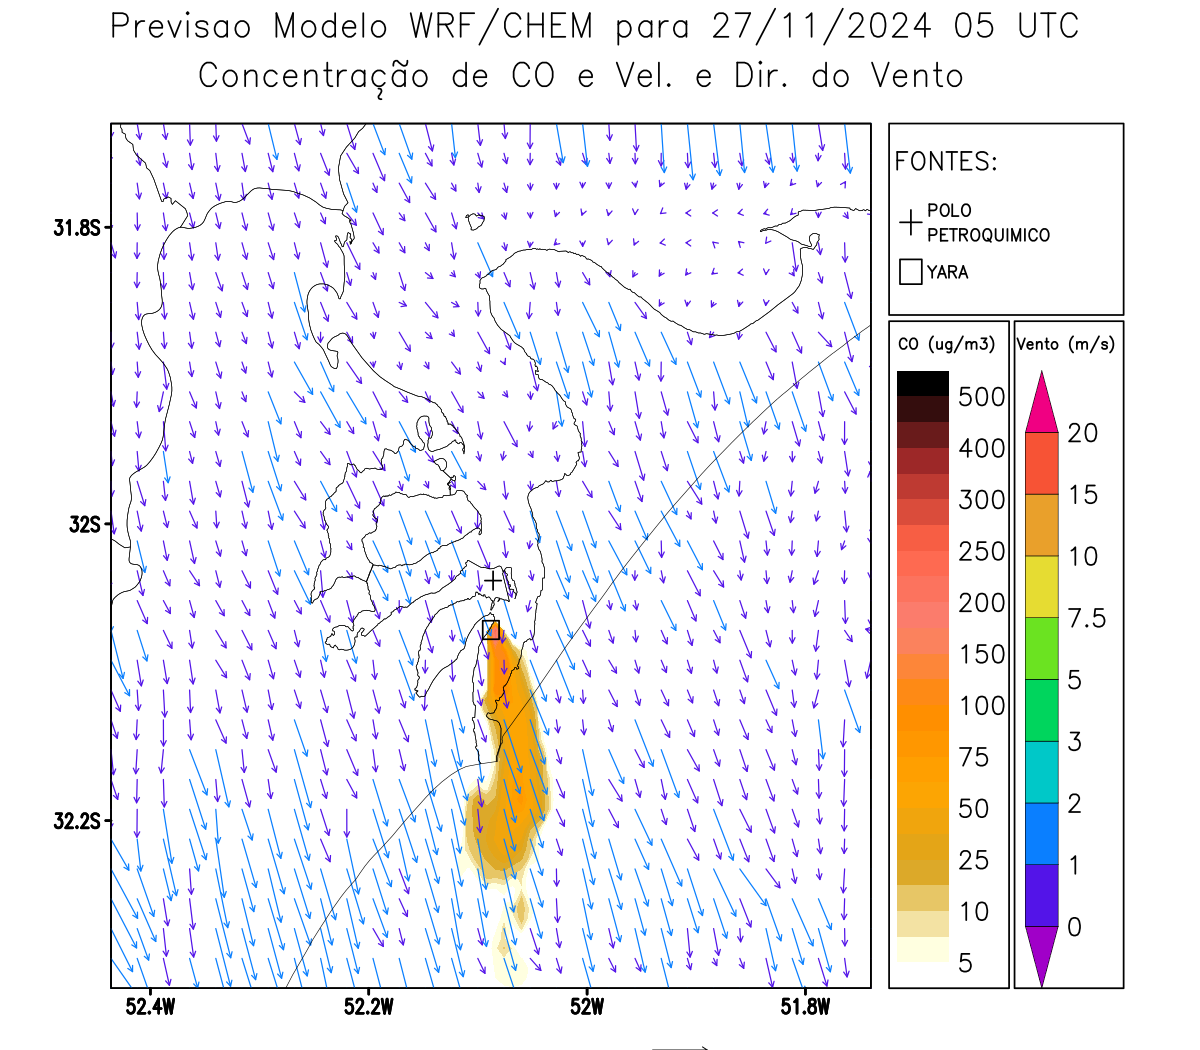 Previsao Modelo WRF/CHEM para 27/11/2024 05 UTC
Concentração de CO e Vel. e Dir. do Vento
FONTES:
POLO
PETROQUIMICO
YARA
CO (ug/m3)
500
400
300
250
200
150
100
75
50
25
10
5
Vento (m/s)
20
15
10
7.5
5
3
2
1
0
31.8S
32S
32.2S
52.4W
52.2W
52W
51.8W